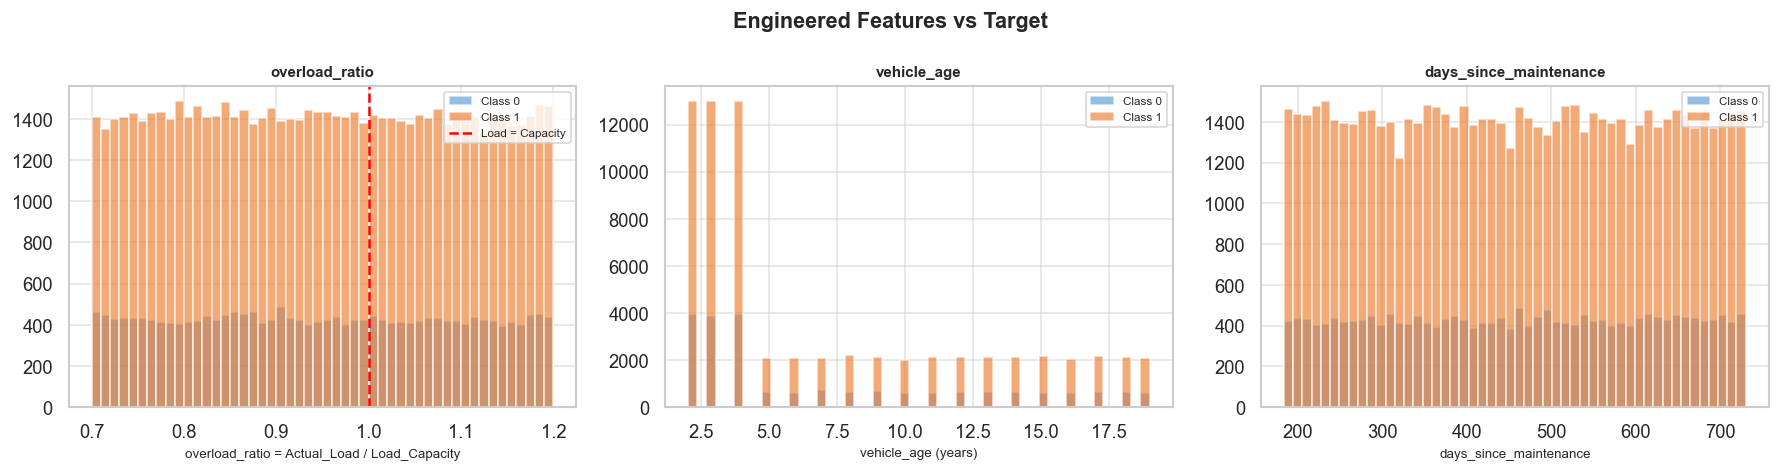 Engineered Features vs Target
overload_ratio
1400
1200
1000
800
600
400
200
0
Class 0
Class 1
Load = Capacity
0.7 0.8 0.9 1.0 1.1 1.2
overload_ratio = Actual_Load / Load_Capacity
vehicle_age
12000
10000
8000
6000
4000
2000
0
Class 0
Class 1
2.5 5.0 7.5 10.0 12.5 15.0 17.5
vehicle_age (years)
days_since_maintenance
1400
1200
1000
800
600
400
200
0
Class 0
Class 1
200 300 400 500 600 700
days_since_maintenance